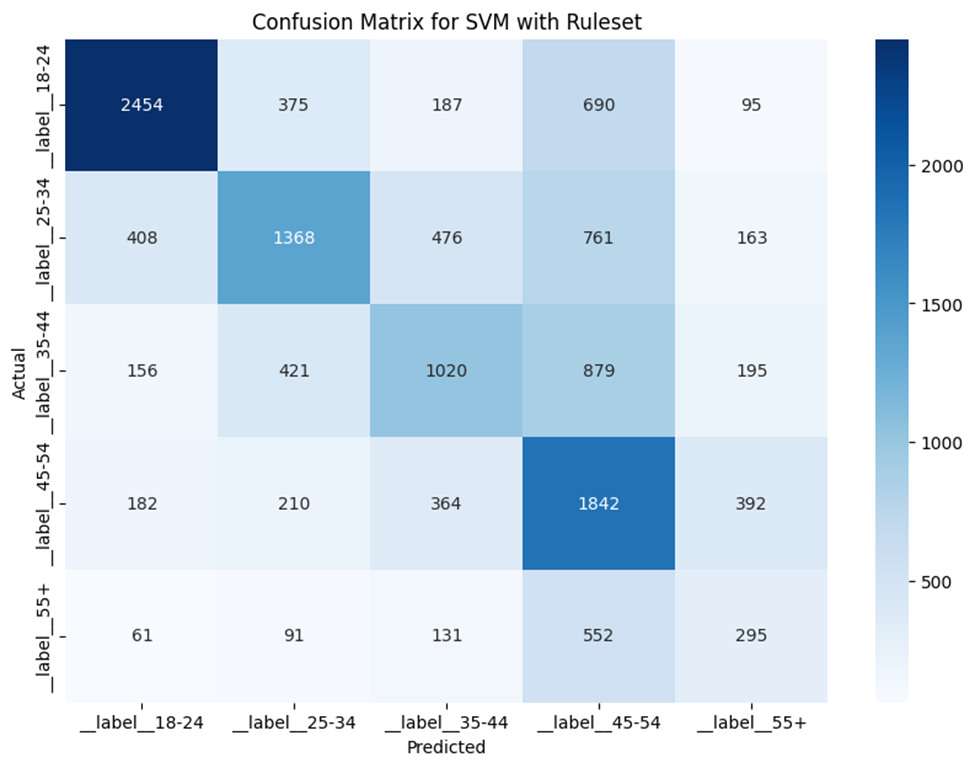 Confusion Matrix for SVM with Ruleset
Actual
__label__18-24
2454 375 187 690 95
__label__25-34
408 1368 476 761 163
__label__35-44
156 421 1020 879 195
__label__45-54
182 210 364 1842 392
__label__55+
61 91 131 552 295
__label__18-24 __label__25-34 __label__35-44 __label__45-54 __label__55+
Predicted
2000
1500
1000
500